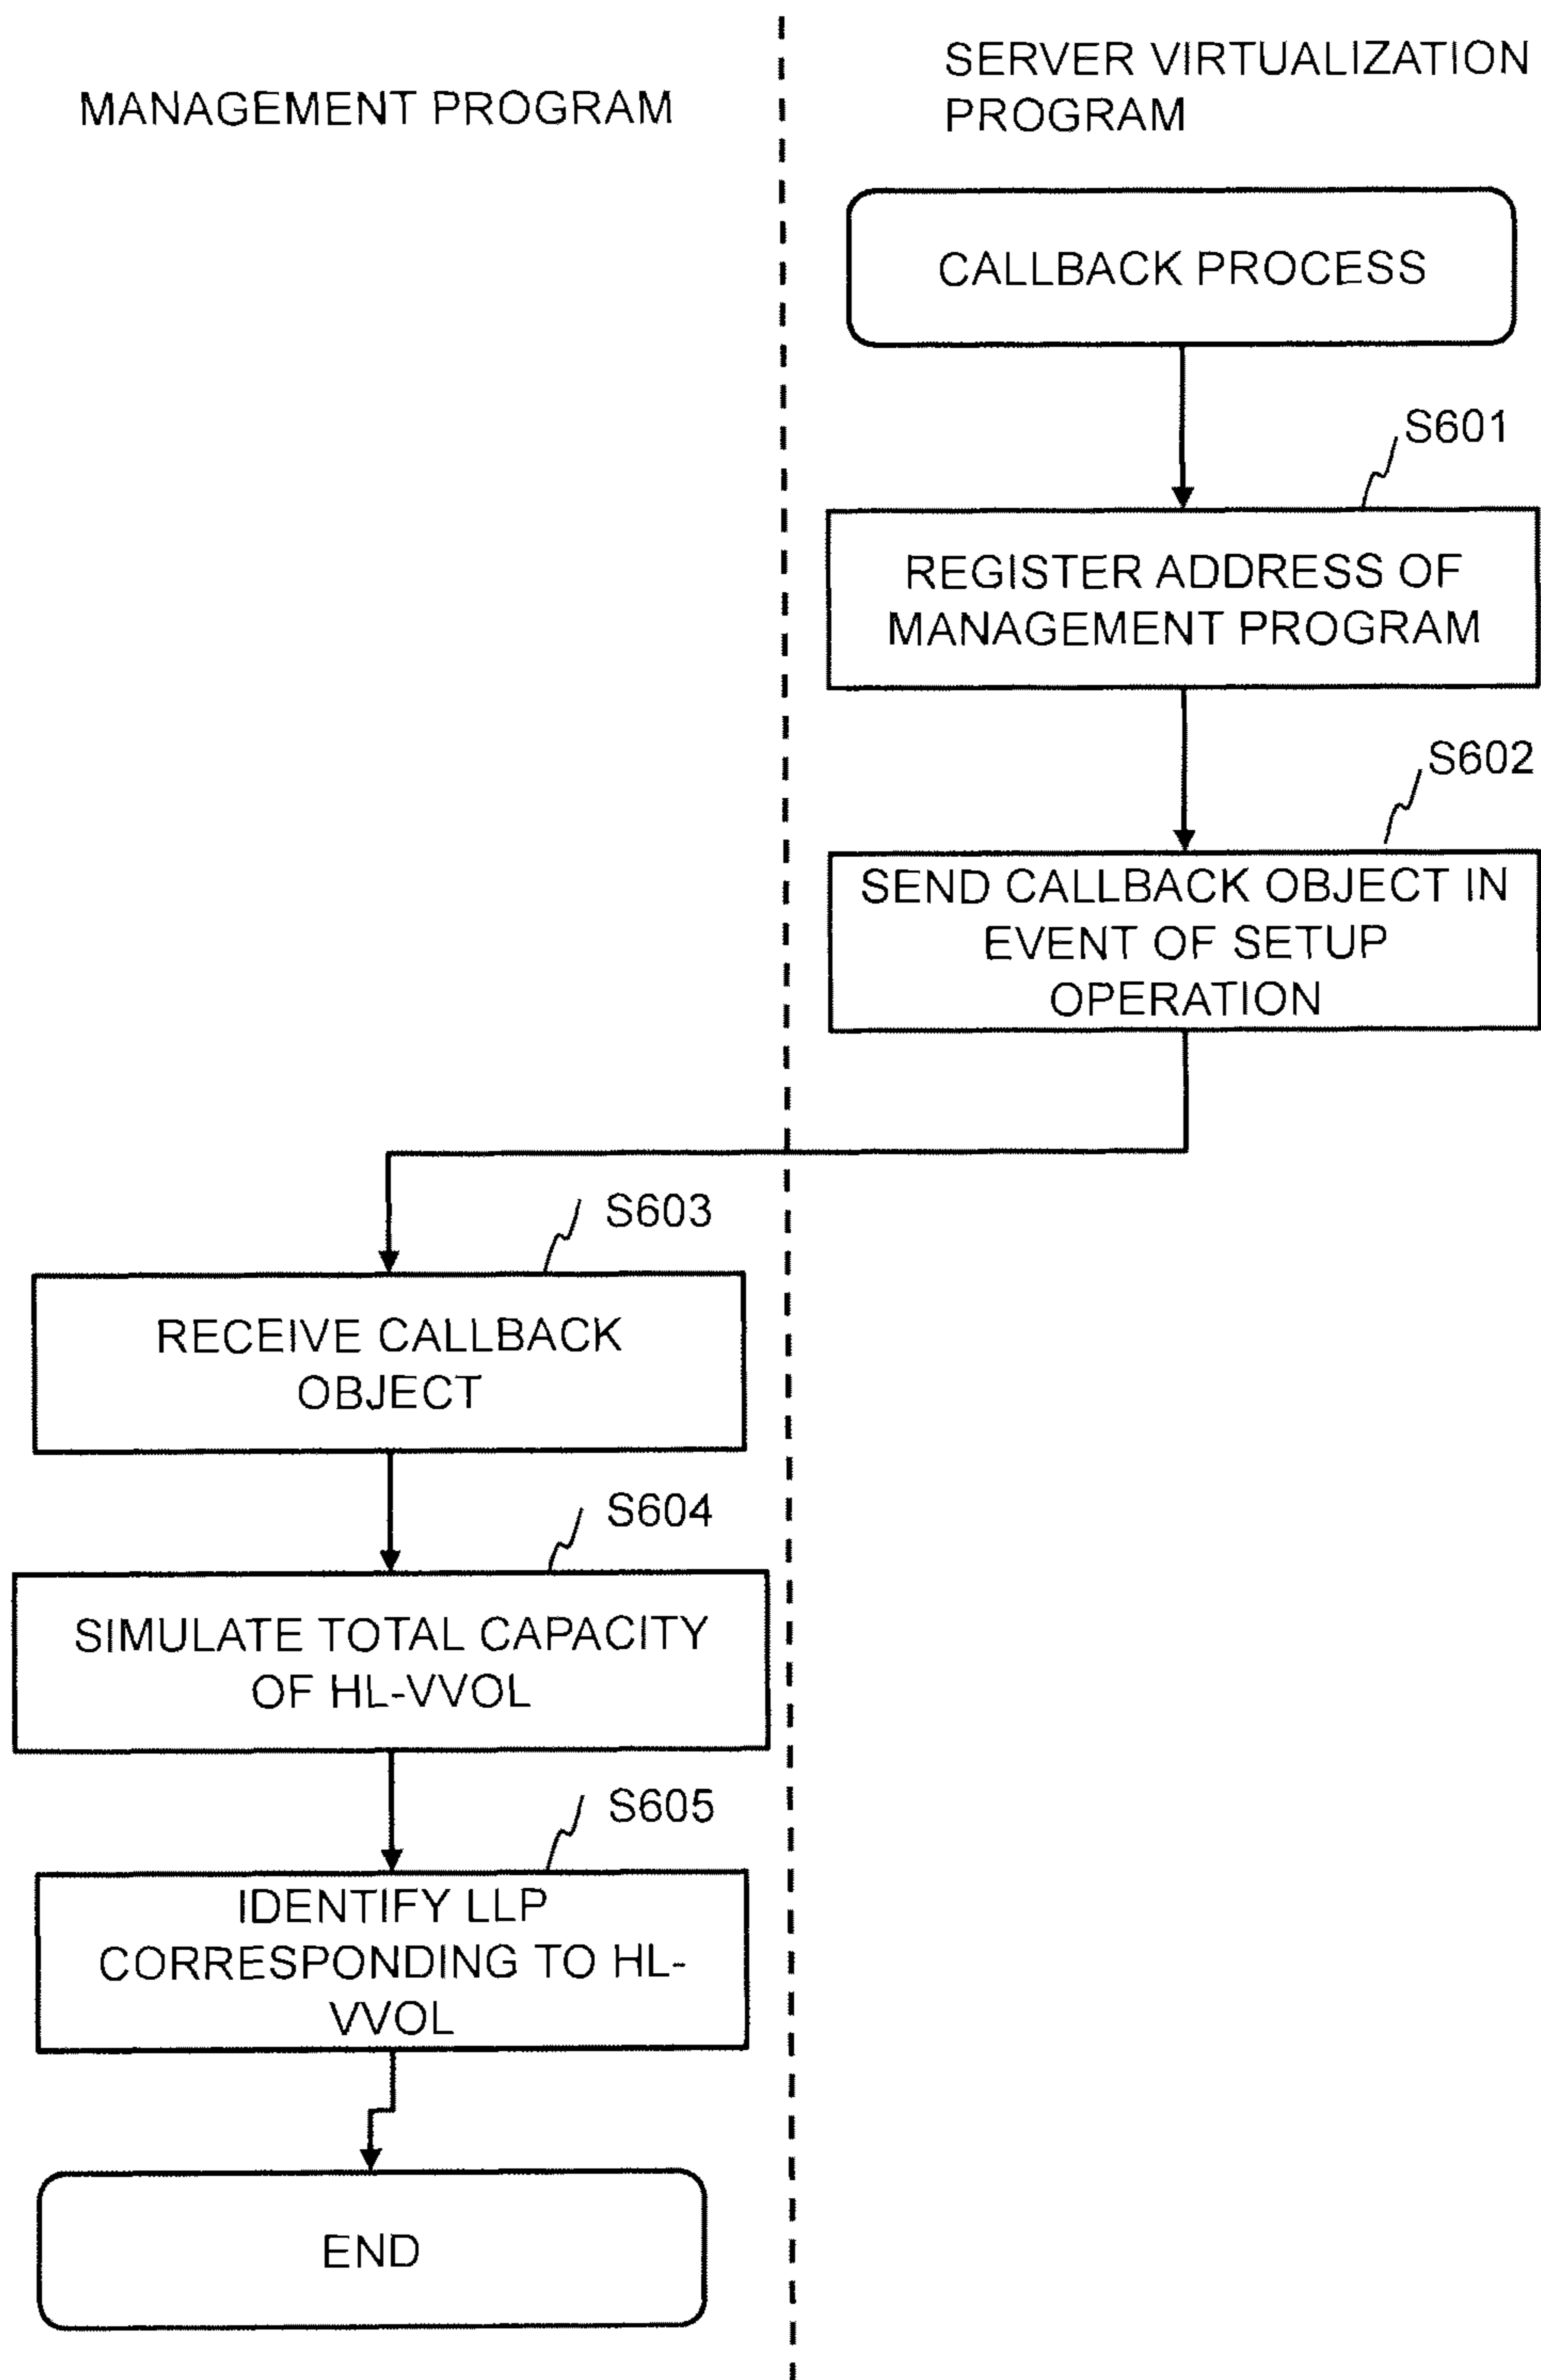 MANAGEMENT PROGRAM
SERVER VIRTUALIZATION
PROGRAM
CALLBACK PROCESS
S601
REGISTER ADDRESS OF
MANAGEMENT PROGRAM
S602
SEND CALLBACK OBJECT IN
EVENT OF SETUP
OPERATION
S603
RECEIVE CALLBACK
OBJECT
S604
SIMULATE TOTAL CAPACITY
OF HL-VVOL
S605
IDENTIFY LLP
CORRESPONDING TO HL-
VVOL
END